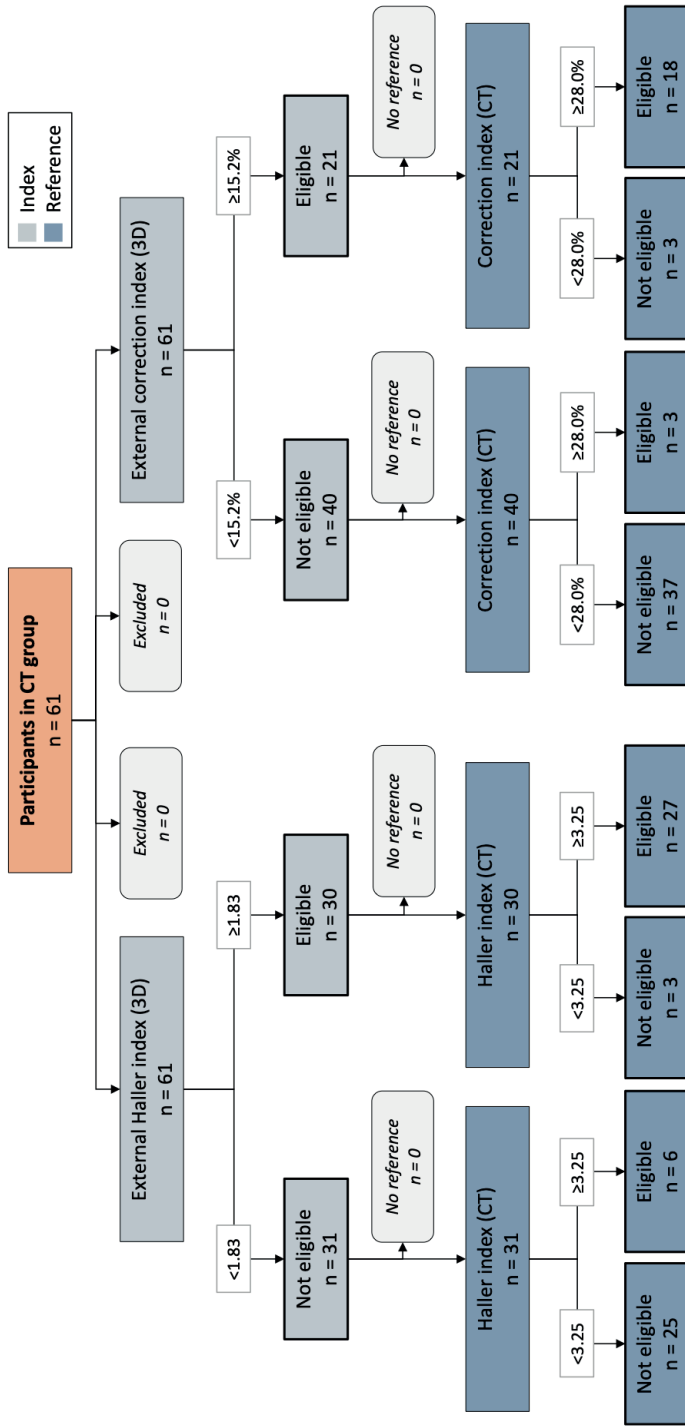 Index
Reference
Participants in CT group
n = 61
External Haller index (3D)
n = 61
Excluded
n = 0
Excluded
n = 0
External correction index (3D)
n = 61
<1.83
≥1.83
<15.2%
≥15.2%
Not eligible
n = 31
Eligible
n = 30
Not eligible
n = 40
Eligible
n = 21
No reference
n = 0
No reference
n = 0
No reference
n = 0
No reference
n = 0
Haller index (CT)
n = 31
Haller index (CT)
n = 30
Correction index (CT)
n = 40
Correction index (CT)
n = 21
<3.25
≥3.25
<3.25
≥3.25
<28.0%
≥28.0%
<28.0%
≥28.0%
Not eligible
n = 25
Eligible
n = 6
Not eligible
n = 3
Eligible
n = 27
Not eligible
n = 37
Eligible
n = 3
Not eligible
n = 3
Eligible
n = 18